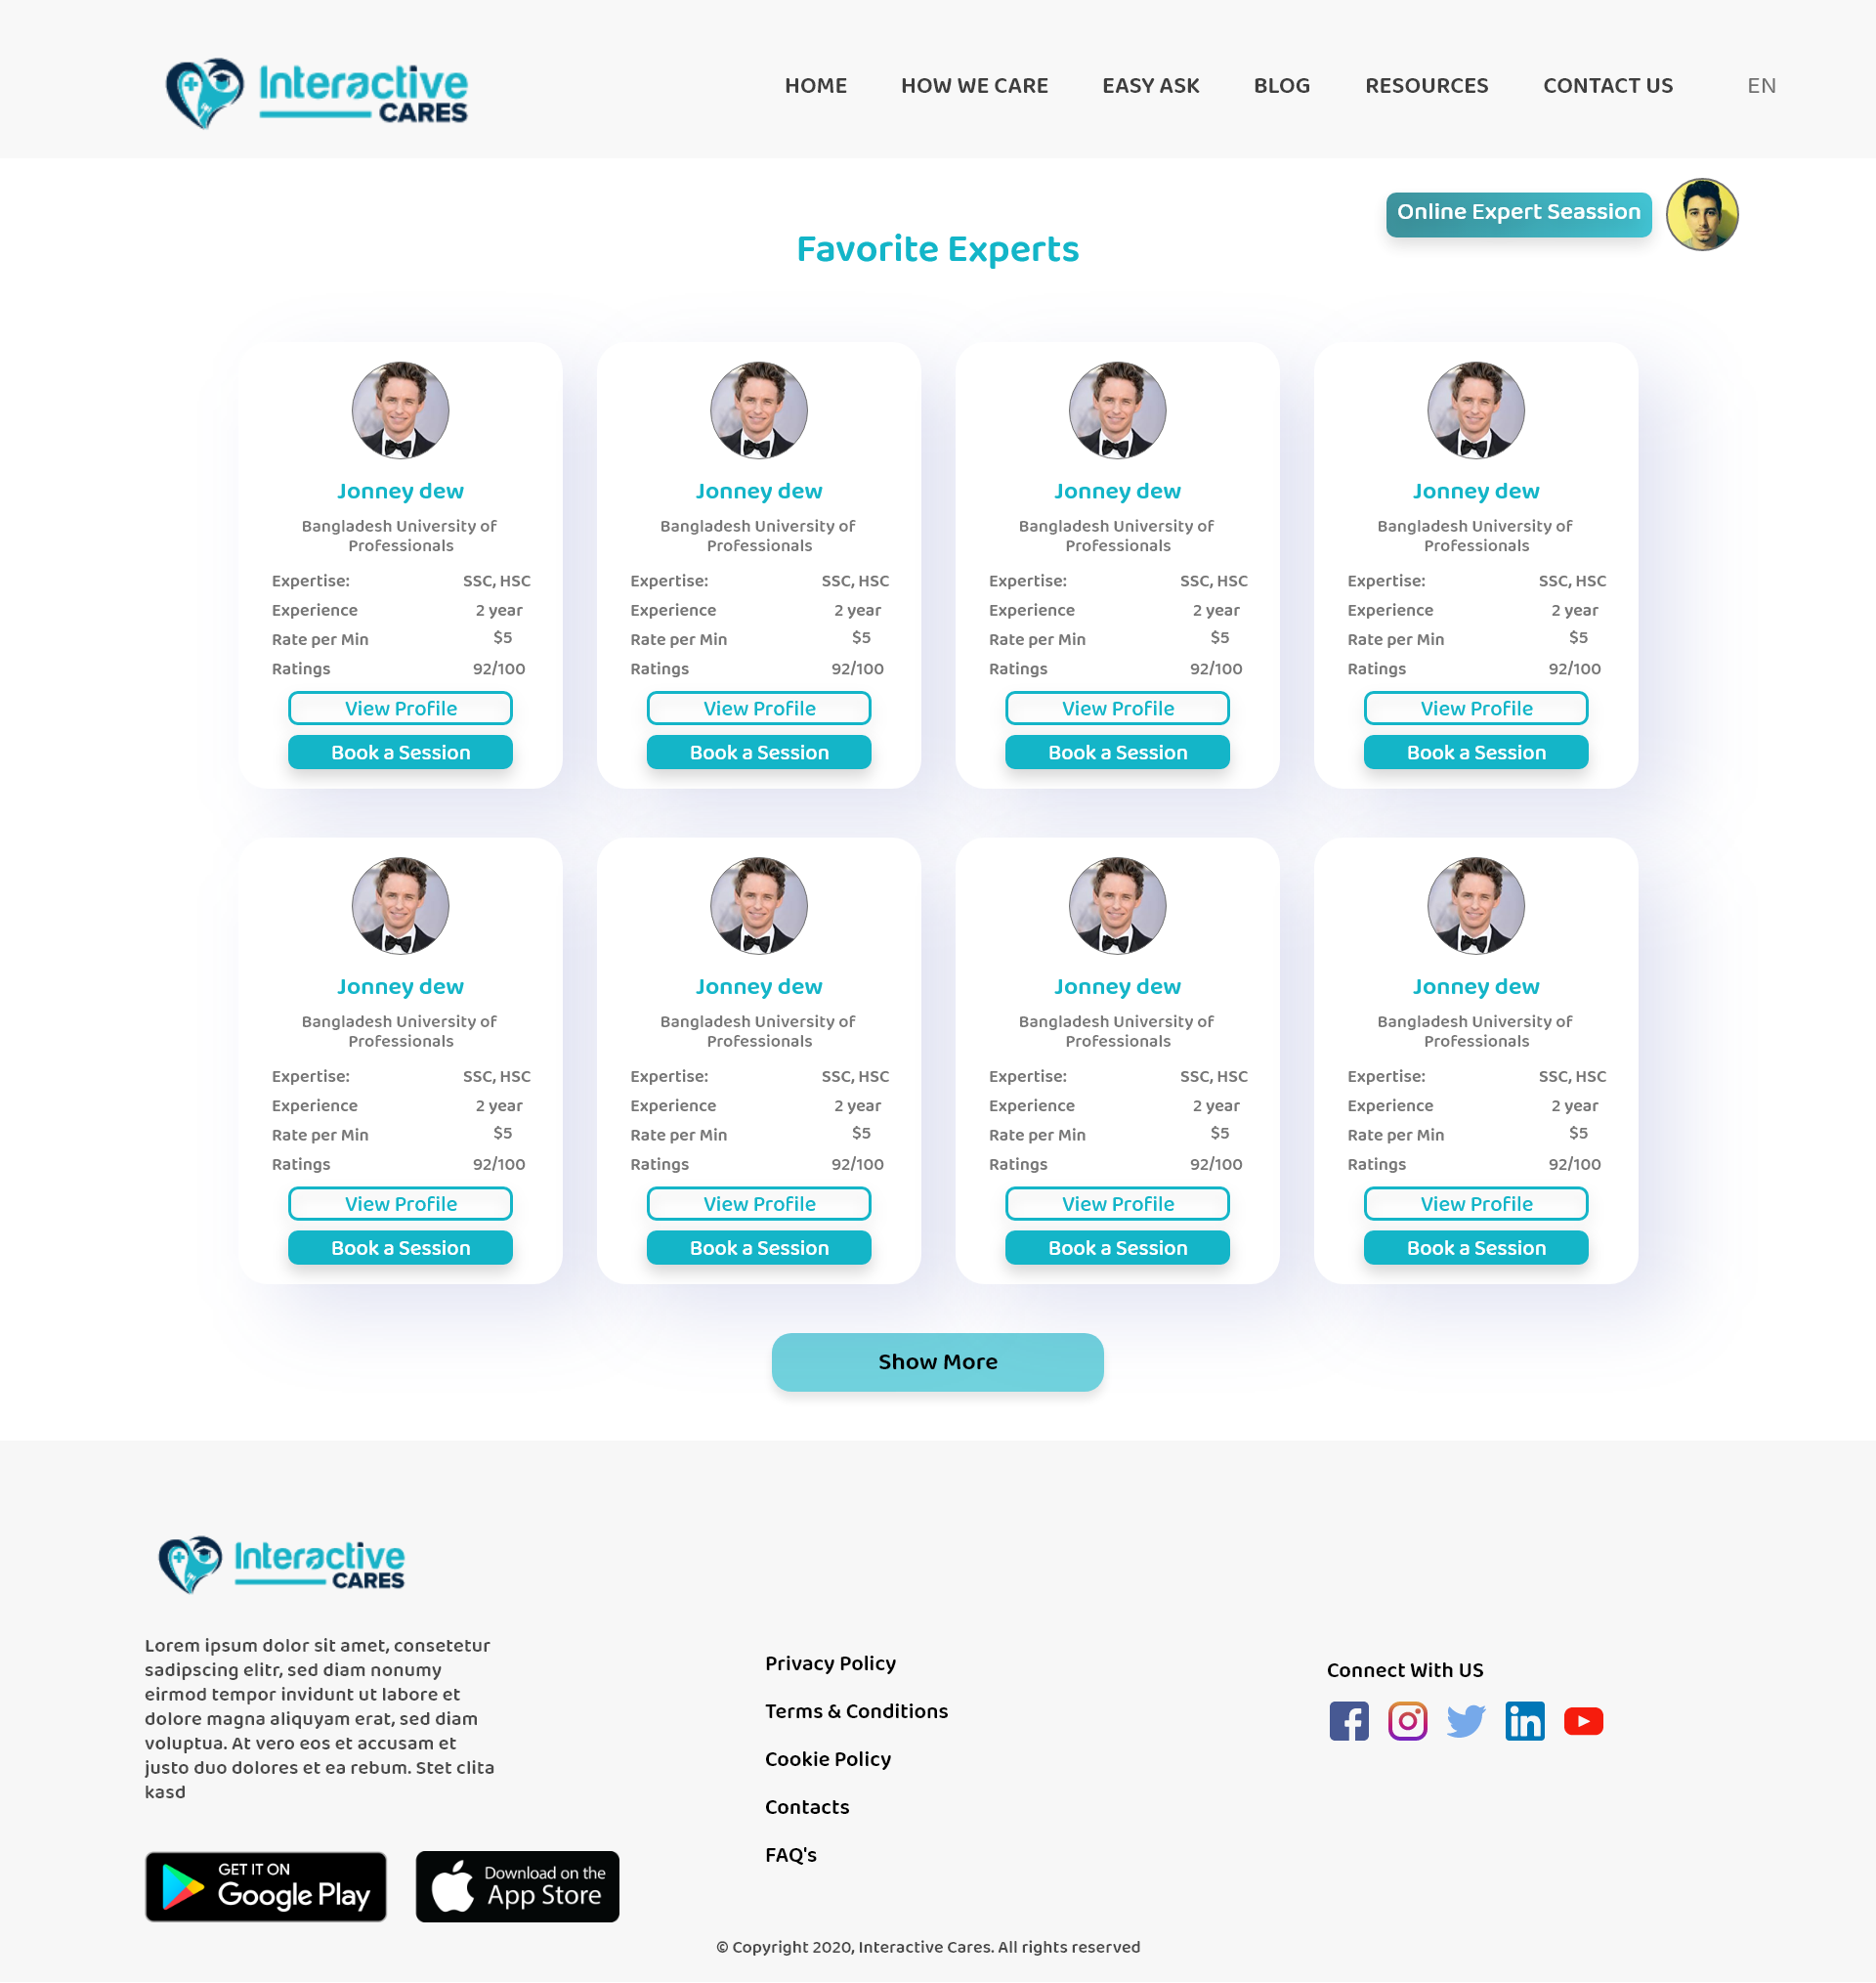 Interactive
CARES
HOME HOW WE CARE EASY ASK BLOG RESOURCES CONTACT US EN
Online Expert Seassion
Favorite Experts
Jonney dew Jonney dew Jonney dew Jonney dew
Bangladesh University of Bangladesh University of Bangladesh University of Bangladesh University of
Professionals Professionals Professionals Professionals
Expertise: SSC, HSC Expertise: SSC, HSC Expertise: SSC, HSC Expertise: SSC, HSC
Experience 2 year Experience 2 year Experience 2 year Experience 2 year
Rate per Min $5 Rate per Min $5 Rate per Min $5 Rate per Min $5
Ratings 92/100 Ratings 92/100 Ratings 92/100 Ratings 92/100
View Profile View Profile View Profile View Profile
Book a Session Book a Session Book a Session Book a Session
Jonney dew Jonney dew Jonney dew Jonney dew
Bangladesh University of Bangladesh University of Bangladesh University of Bangladesh University of
Professionals Professionals Professionals Professionals
Expertise: SSC, HSC Expertise: SSC, HSC Expertise: SSC, HSC Expertise: SSC, HSC
Experience 2 year Experience 2 year Experience 2 year Experience 2 year
Rate per Min $5 Rate per Min $5 Rate per Min $5 Rate per Min $5
Ratings 92/100 Ratings 92/100 Ratings 92/100 Ratings 92/100
View Profile View Profile View Profile View Profile
Book a Session Book a Session Book a Session Book a Session
Show More
Interactive
CARES
Lorem ipsum dolor sit amet, consetetur
sadipscing elitr, sed diam nonumy
eirmod tempor invidunt ut labore et
dolore magna aliquyam erat, sed diam
voluptua. At vero eos et accusam et
justo duo dolores et ea rebum. Stet clita
kasd
GET IT ON
Google Play
Download on the
App Store
Privacy Policy
Terms & Conditions
Cookie Policy
Contacts
FAQ's
Connect With US
© Copyright 2020, Interactive Cares. All rights reserved